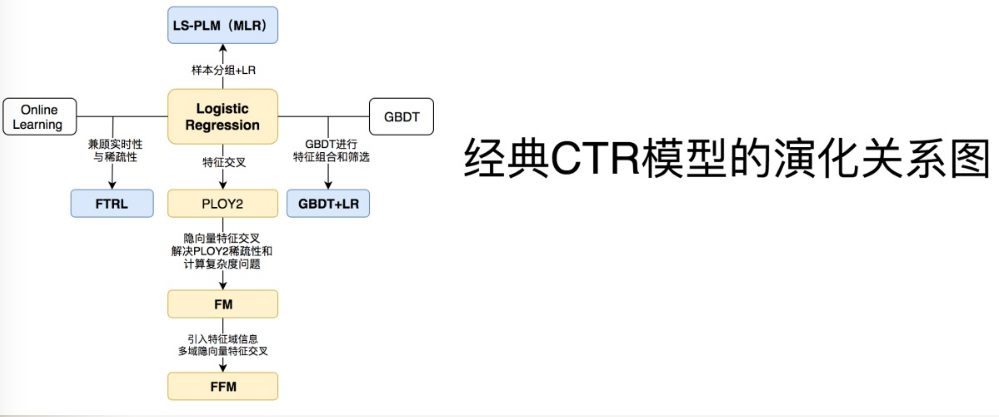 LS-PLM（MLR）
样本分组+LR
Online
Learning
Logistic
Regression
GBDT
兼顾实时性
与稀疏性
特征交叉
GBDT进行
特征组合和筛选
FTRL
PLOY2
GBDT+LR
隐向量特征交叉
解决PLOY2稀疏性和
计算复杂度问题
FM
引入特征域信息
多域隐向量特征交叉
FFM
经典CTR模型的演化关系图